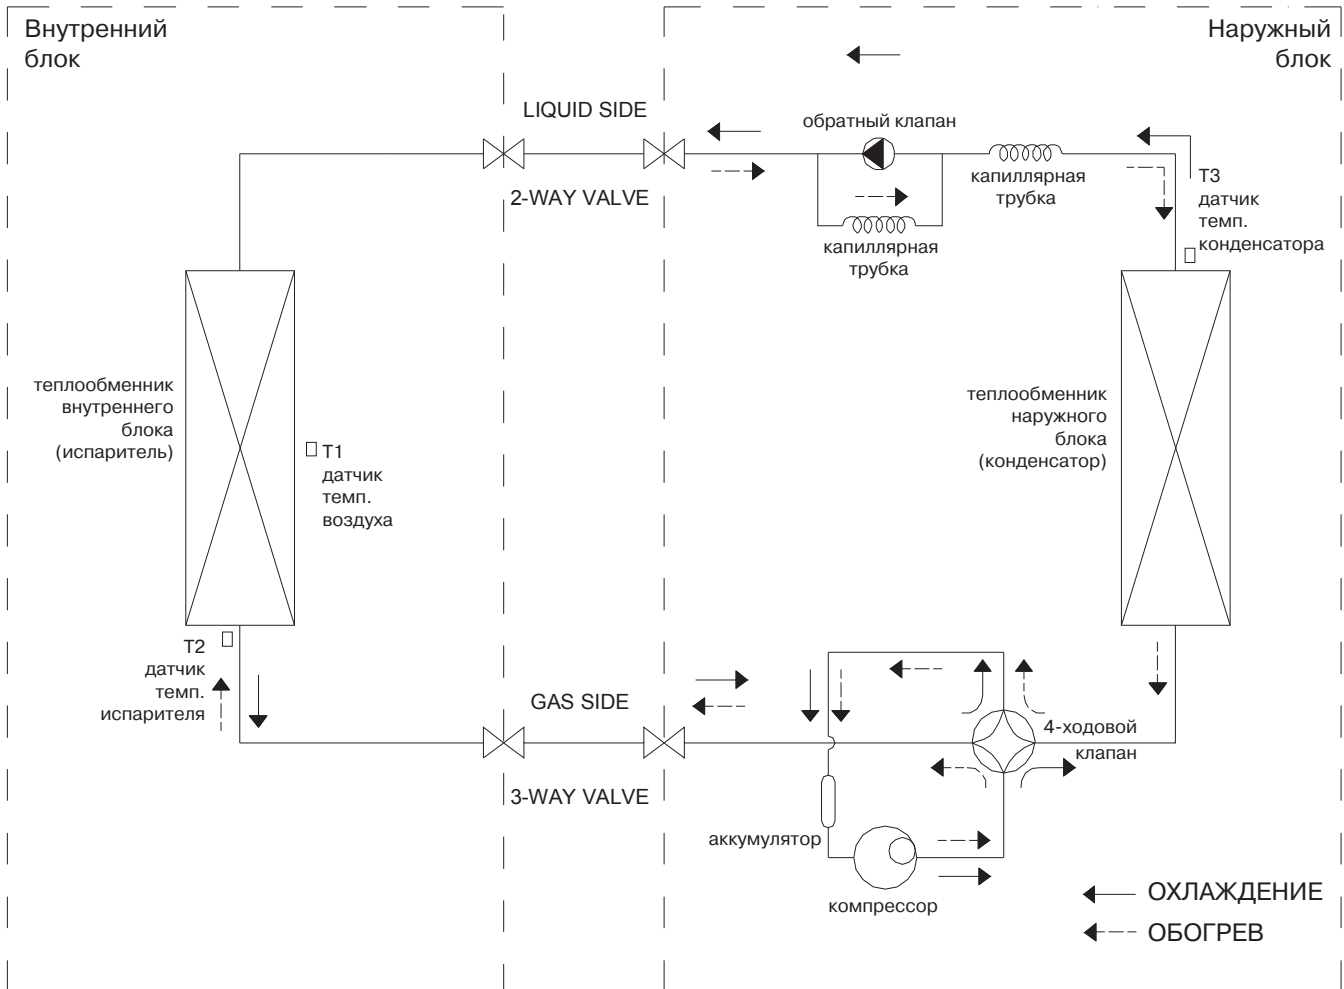 Внутренний
блок
Наружный
блок
LIQUID SIDE
2-WAY VALVE
обратный клапан
капиллярная
трубка
капиллярная
трубка
T3
датчик
темп.
конденсатора
теплообменник
внутреннего
блока
(испаритель)
T1
датчик
темп.
воздуха
теплообменник
наружного
блока
(конденсатор)
T2
датчик
темп.
испарителя
GAS SIDE
3-WAY VALVE
4-ходовой
клапан
аккумулятор
компрессор
ОХЛАЖДЕНИЕ
ОБОГРЕВ